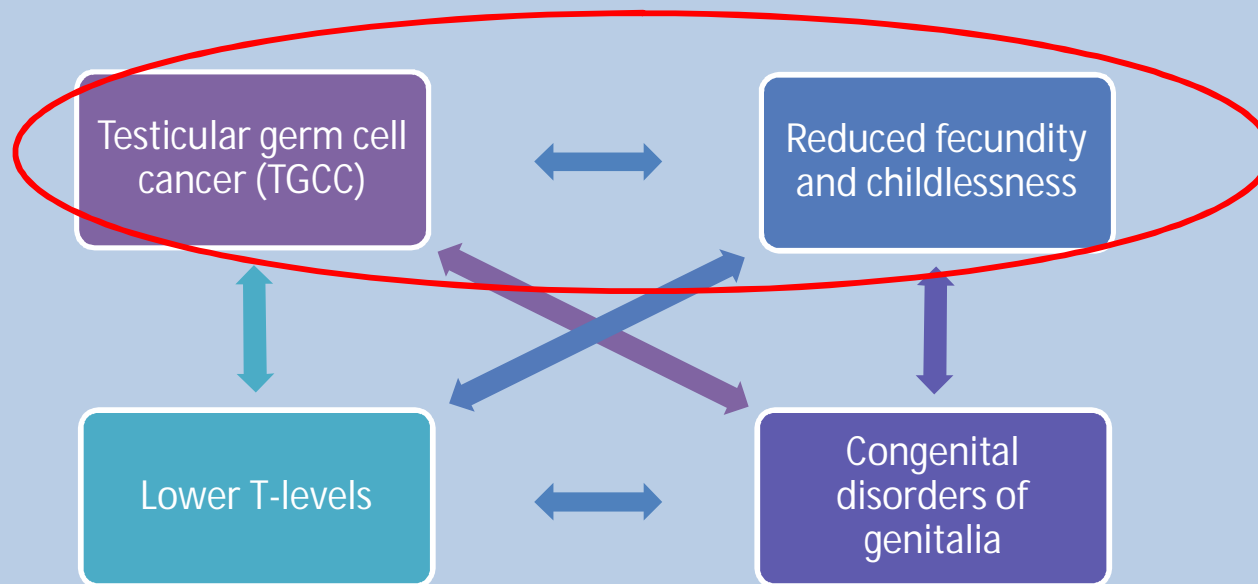 Testicular germ cell
cancer (TGCC)
Reduced fecundity
and childlessness
Lower T-levels
Congenital
disorders of
genitalia